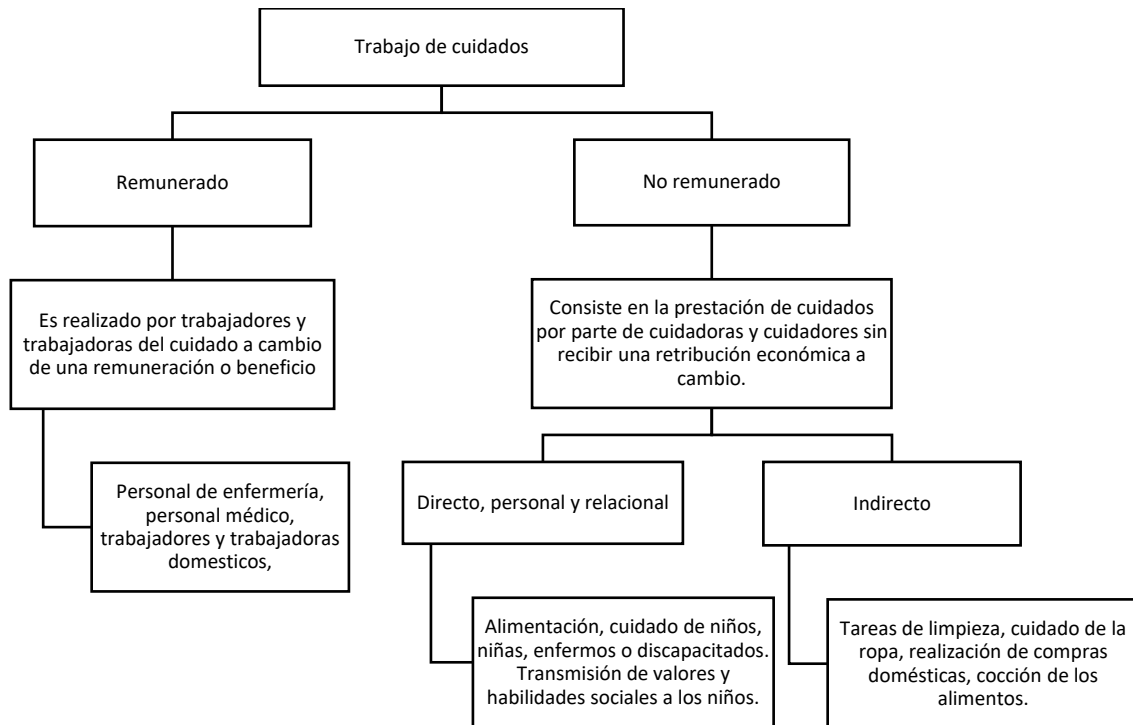 Trabajo de cuidados
Remunerado
No remunerado
Es realizado por trabajadores y
trabajadoras del cuidado a cambio
de una remuneración o beneficio
Consiste en la prestación de cuidados
por parte de cuidadoras y cuidadores sin
recibir una retribución económica a
cambio.
Personal de enfermería,
personal médico,
trabajadores y trabajadoras
domesticos,
Directo, personal y relacional
Indirecto
Alimentación, cuidado de niños,
niñas, enfermos o discapacitados.
Transmisión de valores y
habilidades sociales a los niños.
Tareas de limpieza, cuidado de la
ropa, realización de compras
domésticas, cocción de los
alimentos.